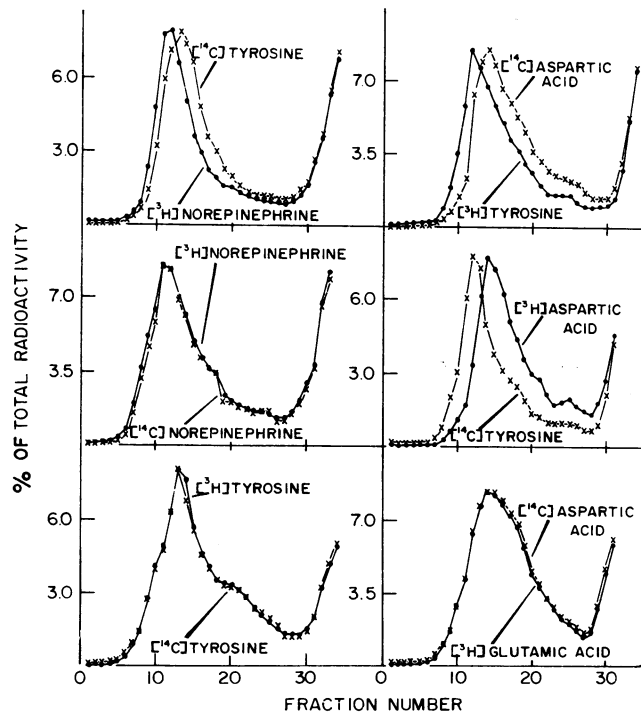 % OF TOTAL RADIOACTIVITY
6.0
3.0
[¹⁴C] TYROSINE
[³H] NOREPINEPHRINE
7.0
3.5
[¹⁴C] ASPARTIC
ACID
[³H] TYROSINE
7.0
3.5
[³H] NOREPINEPHRINE
[¹⁴C] NOREPINEPHRINE
6.0
3.0
[³H] ASPARTIC
ACID
[¹⁴C] TYROSINE
6.0
3.0
0
[³H] TYROSINE
[¹⁴C] TYROSINE
0 10 20 30
7.0
3.5
[¹⁴C] ASPARTIC
ACID
[³H] GLUTAMIC ACID
10 20 30
FRACTION NUMBER